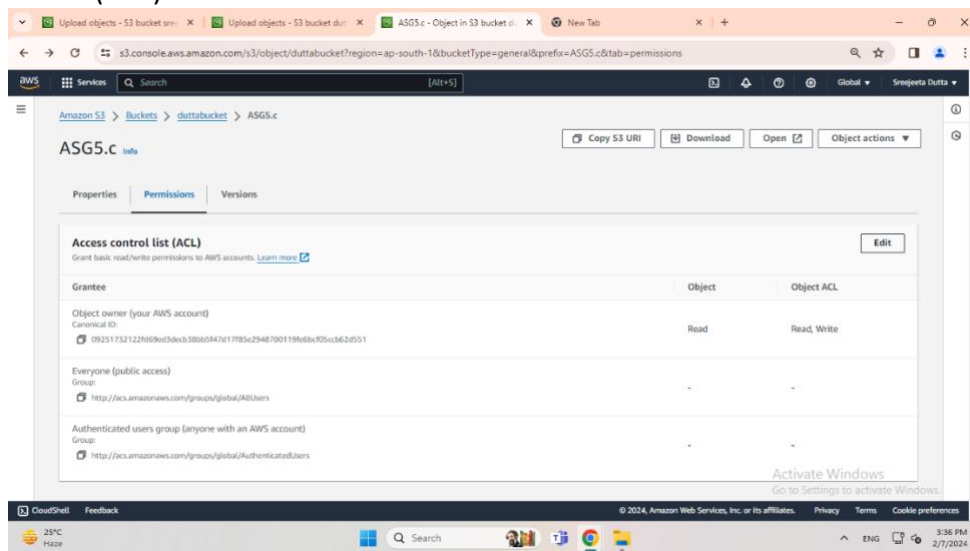 Upload objects - S3 bucket sre
Upload objects - S3 bucket dut
ASG5.c - Object in S3 bucket d
New Tab
s3.console.aws.amazon.com/s3/object/duttabucket?region=ap-south-1&bucketType=general&prefix=ASG5.c&tab=permissions
aws Services Search [Alt+S] Global Sreejeeta Dutta
Amazon S3 > Buckets > duttabucket > ASG5.c
ASG5.c Info
Copy S3 URI Download Open Object actions
Properties Permissions Versions
Access control list (ACL)
Edit
Grant basic read/write permissions to AWS accounts. Learn more
Grantee Object Object ACL
Object owner (your AWS account)
Canonical ID:
Read Read, Write
Everyone (public access)
Group:
- -
http://acs.amazonaws.com/groups/global/AllUsers
Authenticated users group (anyone with an AWS account)
Group:
- -
http://acs.amazonaws.com/groups/global/AuthenticatedUsers
Activate Windows
Go to Settings to activate Windows.
CloudShell Feedback © 2024, Amazon Web Services, Inc. or its affiliates. Privacy Terms Cookie preferences
25°C
Haze
Search
ENG
3:36 PM
2/7/2024